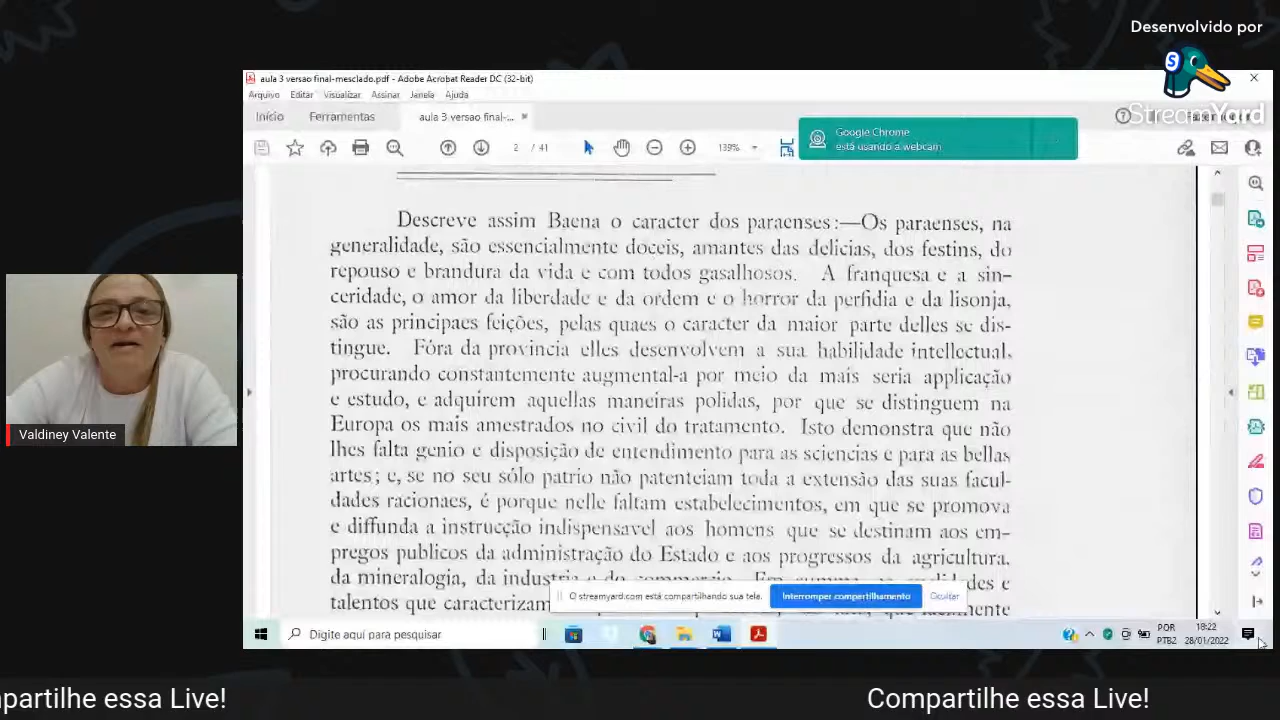 Desenvolvido por
StreamYard
aula 3 versao final-mesclado.pdf - Adobe Acrobat Reader DC (32-bit)
Arquivo Editar Visualizar Assinar Janela Ajuda
Início Ferramentas aula 3 versao final-...
Google Chrome
está usando a webcam
2 / 41 139%
Descreve assim Baena o caracter dos paraenses:—Os paraenses, na
generalidade, são essencialmente doceis, amantes das delicias, dos festins, do
repouso e brandura da vida e com todos gasalhosos. A franquesa e a sin-
ceridade, o amor da liberdade e da ordem e o horror da perfidia e da lisonja,
são as principaes feições, pelas quaes o caracter da maior parte delles se dis-
tingue. Fóra da provincia elles desenvolvem a sua habilidade intellectual,
procurando constantemente augmental-a por meio da mais seria applicação
e estudo, e adquirem aquellas maneiras polidas, por que se distinguem na
Europa os mais amestrados no civil do tratamento. Isto demonstra que não
lhes falta genio e disposição de entendimento para as sciencias e para as bellas
artes; e, se no seu sólo patrio não patenteiam toda a extensão das suas facul-
dades racionaes, é porque nelle faltam estabelecimentos, em que se promova
e diffunda a instrucção indispensavel aos homens que se destinam aos em-
pregos publicos da administração do Estado e aos progressos da agricultura,
da mineralogia, da industria e do commercio.
talentos que caracterizam
Valdiney Valente
O streamyard.com está compartilhando sua tela. Interromper compartilhamento Ocultar
Digite aqui para pesquisar
POR
PTB2
18:22
28/01/2022
mpartilhe essa Live! Compartilhe essa Live!